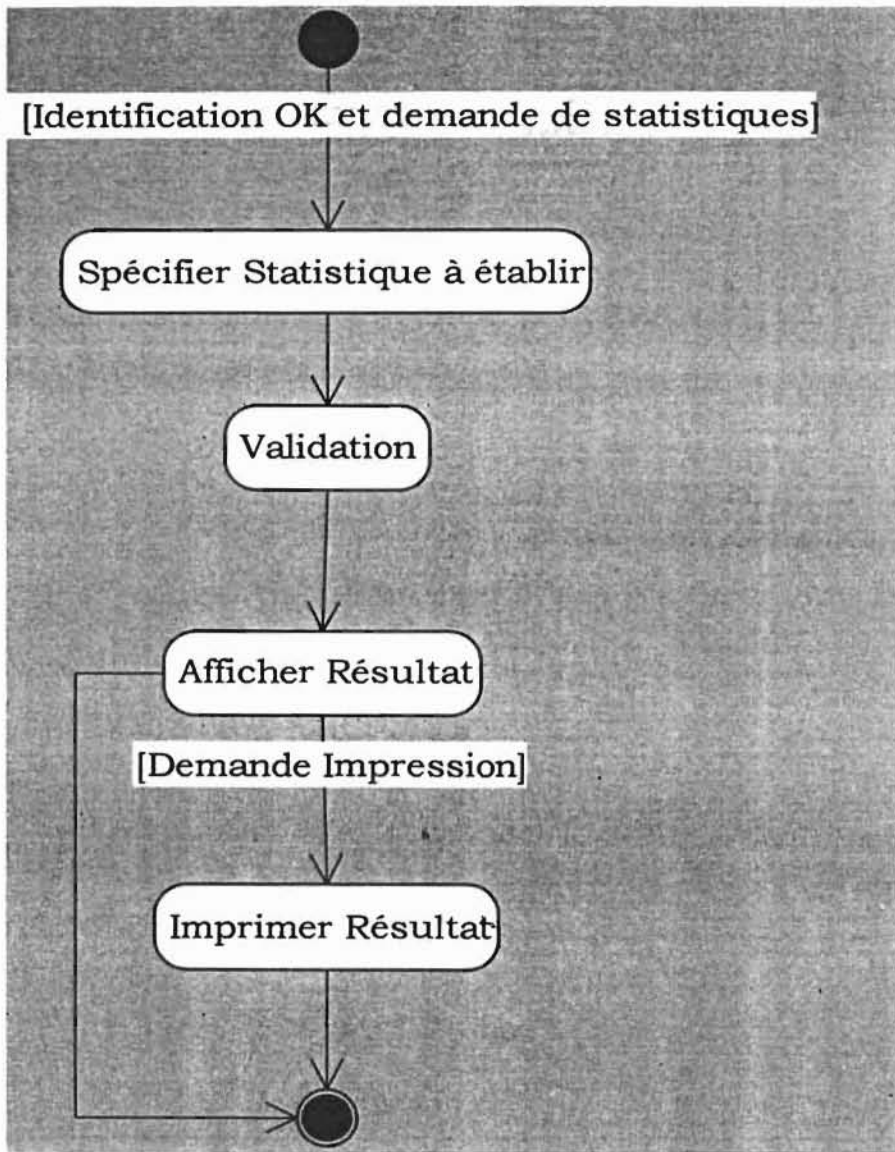 [Identification OK et demande de statistiques]
Spécifier Statistique à établir
Validation
Afficher Résultat
[Demande Impression]
Imprimer Résultat